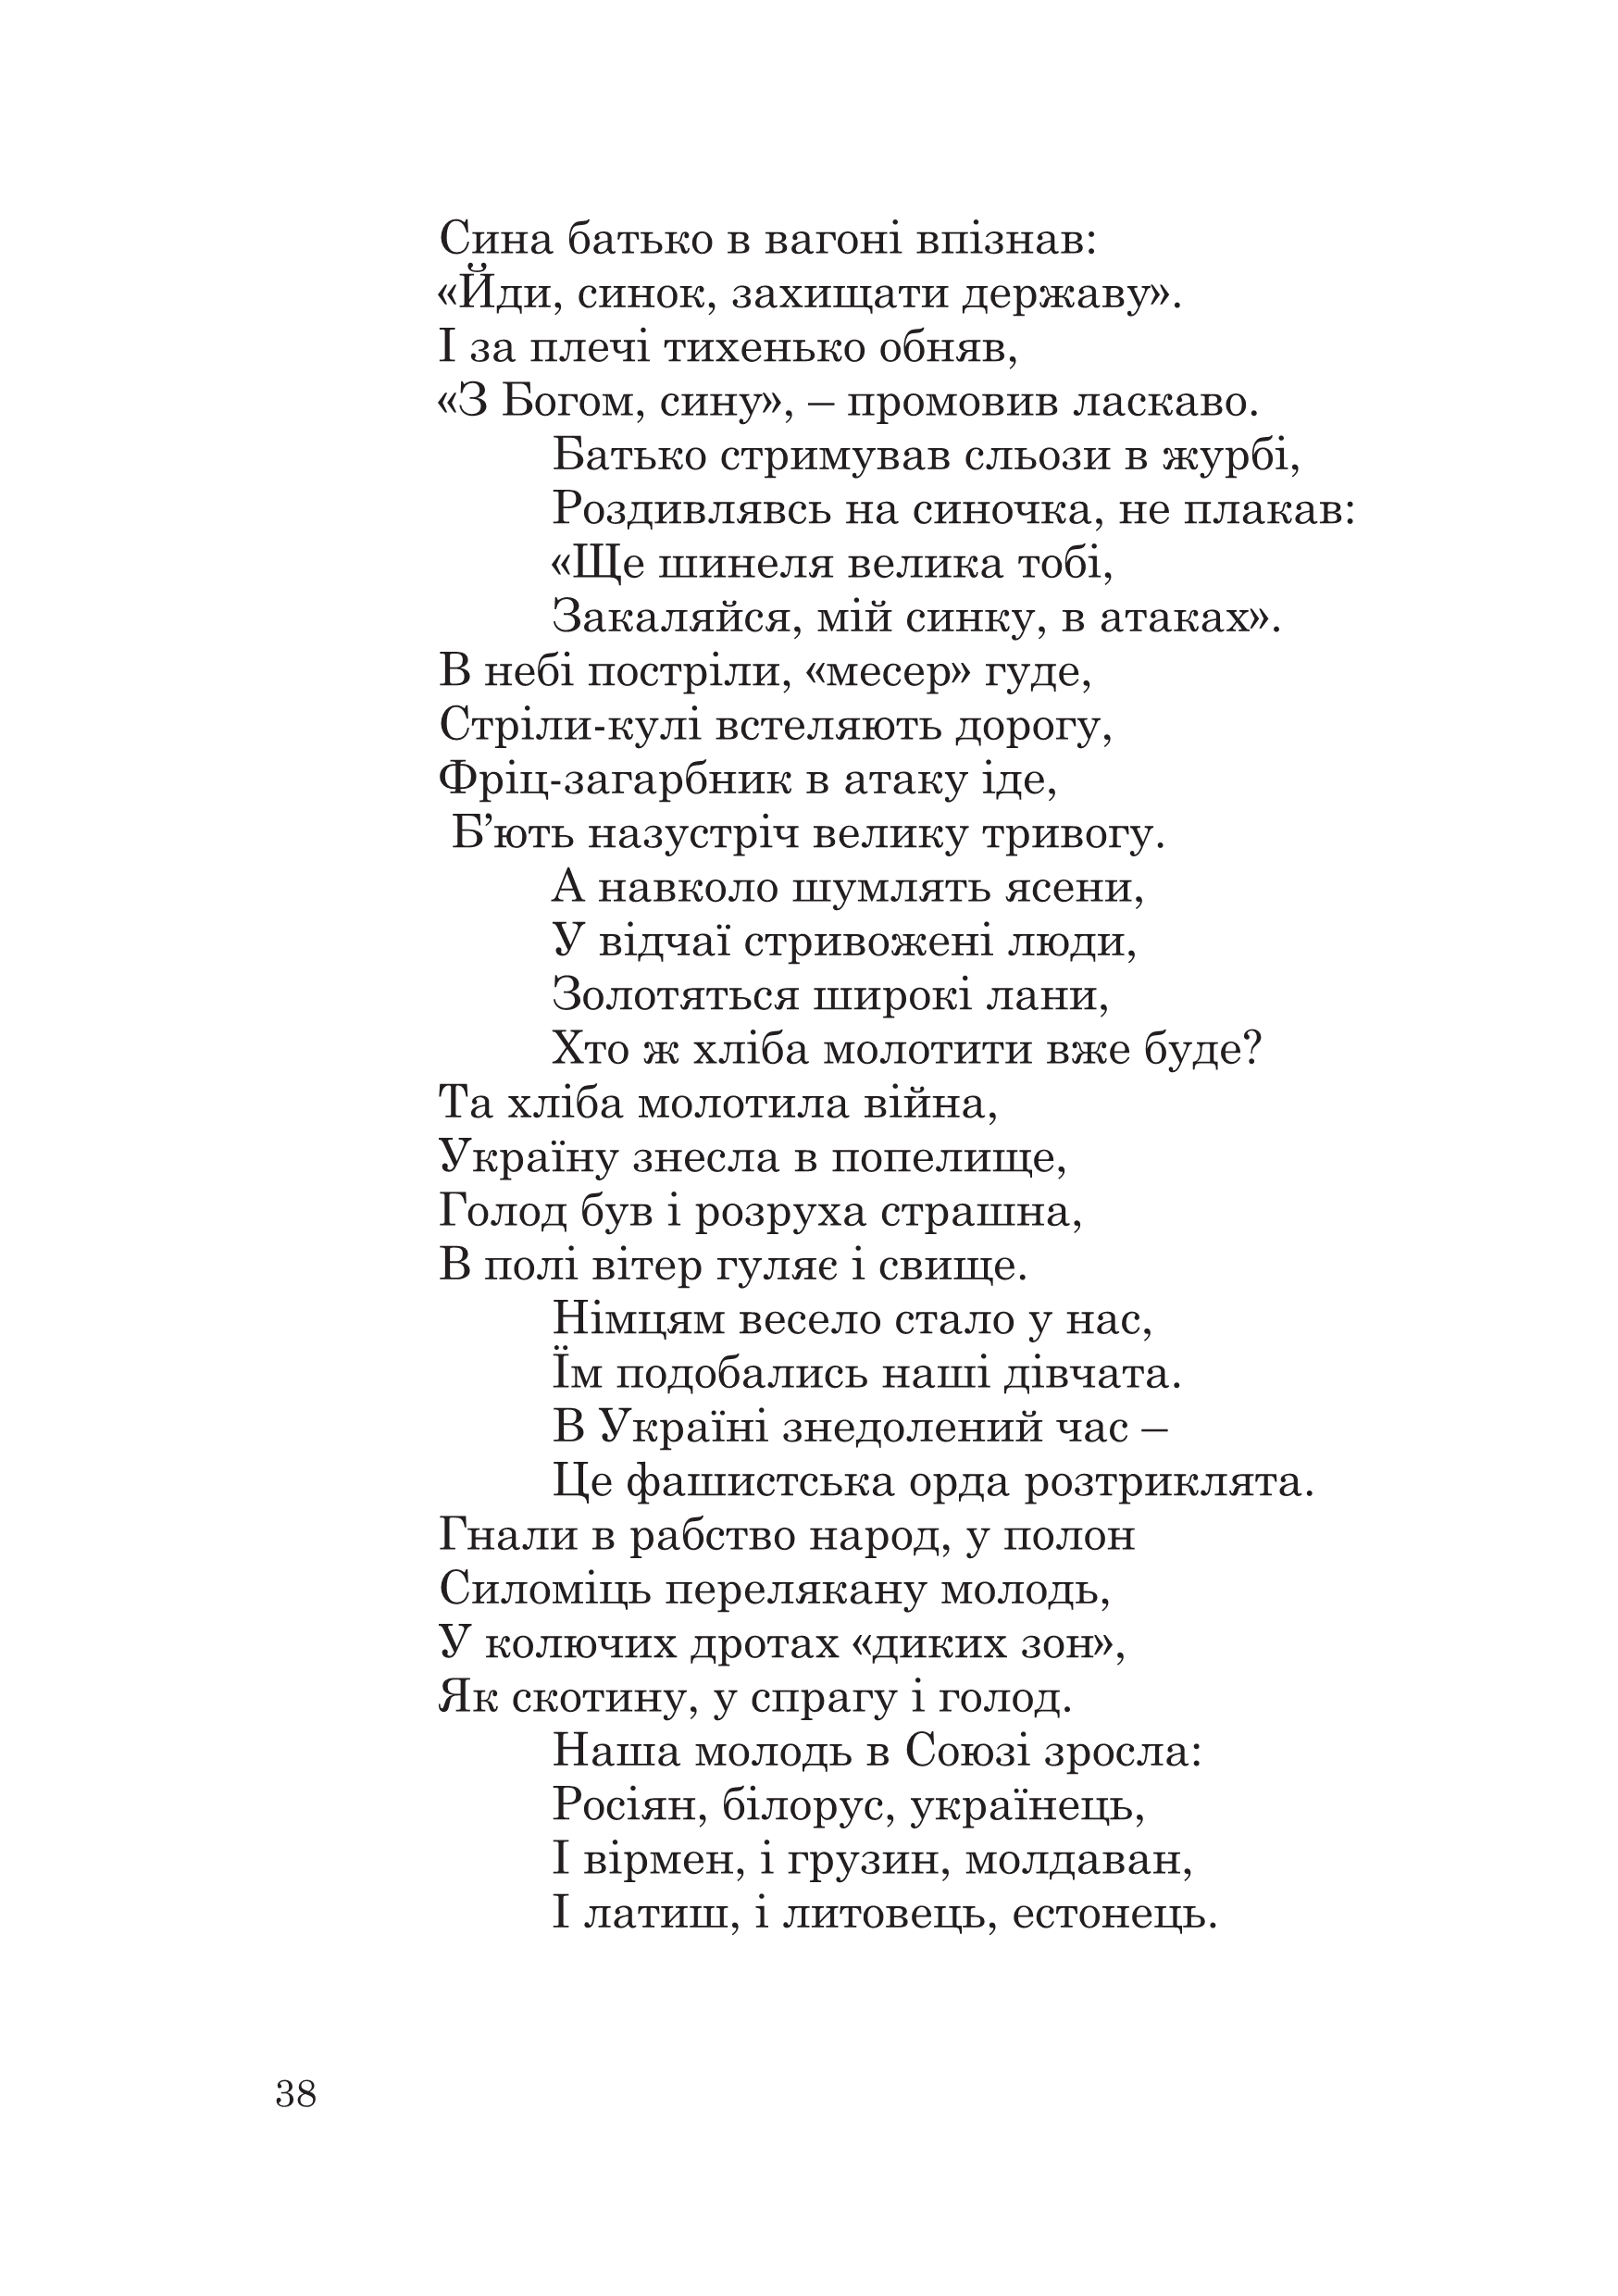 Сина батько в вагоні впізнав:
«Йди, синок, захищати державу».
І за плечі тихенько обняв,
«З Богом, сину», – промовив ласкаво.
Батько стримував сльози в журбі,
Роздивлявсь на синочка, не плакав:
«Ще шинеля велика тобі,
Закаляйся, мій синку, в атаках».
В небі постріли, «месер» гуде,
Стріли-кулі встеляють дорогу,
Фріц-загарбник в атаку іде,
Б’ють назустріч велику тривогу.
А навколо шумлять ясени,
У відчаї стривожені люди,
Золотяться широкі лани,
Хто ж хліба молотити вже буде?
Та хліба молотила війна,
Україну знесла в попелище,
Голод був і розруха страшна,
В полі вітер гуляє і свище.
Німцям весело стало у нас,
Їм подобались наші дівчата.
В Україні знедолений час –
Це фашистська орда розтриклята.
Гнали в рабство народ, у полон
Силоміць перелякану молодь,
У колючих дротах «диких зон»,
Як скотину, у спрагу і голод.
Наша молодь в Союзі зросла:
Росіян, білорус, українець,
І вірмен, і грузин, молдаван,
І латиш, і литовець, естонець.
38